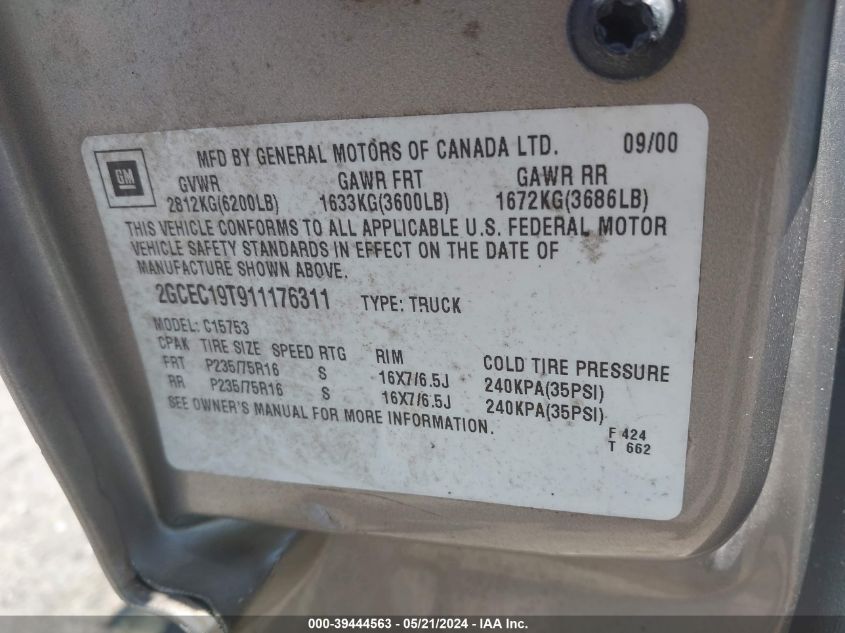 MFD BY GENERAL MOTORS OF CANADA LTD. 09/00
GM
GVWR GAWR FRT GAWR RR
2812KG(6200LB) 1633KG(3600LB) 1672KG(3686LB)
THIS VEHICLE CONFORMS TO ALL APPLICABLE U.S. FEDERAL MOTOR
VEHICLE SAFETY STANDARDS IN EFFECT ON THE DATE OF
MANUFACTURE SHOWN ABOVE.
2GCEC19T911176311 TYPE: TRUCK
MODEL: C15753
CPAK TIRE SIZE SPEED RTG RIM COLD TIRE PRESSURE
FRT P235/75R16 S 16X7/6.5J 240KPA(35PSI)
RR P235/75R16 S 16X7/6.5J 240KPA(35PSI)
SEE OWNER'S MANUAL FOR MORE INFORMATION.
F 424
T 662
000-39444563 - 05/21/2024 - IAA Inc.